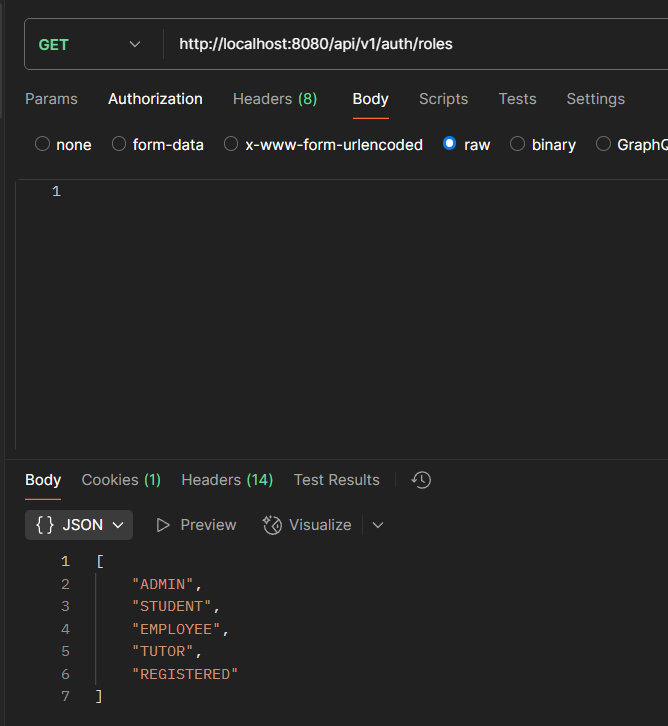 GET http://localhost:8080/api/v1/auth/roles
Params Authorization Headers (8) Body Scripts Tests Settings
none form-data x-www-form-urlencoded raw binary GraphQ
1
Body Cookies (1) Headers (14) Test Results
{} JSON Preview Visualize
1 [
2 "ADMIN",
3 "STUDENT",
4 "EMPLOYEE",
5 "TUTOR",
6 "REGISTERED"
7 ]